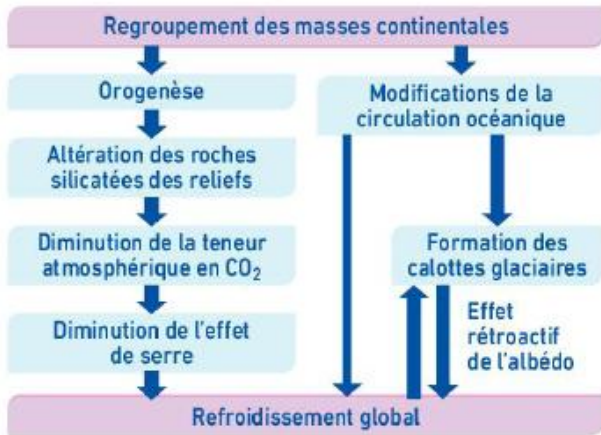 Regroupement des masses continentales
Orogenèse
Altération des roches
silicatées des reliefs
Diminution de la teneur
atmosphérique en CO₂
Diminution de l'effet
de serre
Modifications de la
circulation océanique
Formation des
calottes glaciaires
Effet
rétroactif
de l'albédo
Refroidissement global